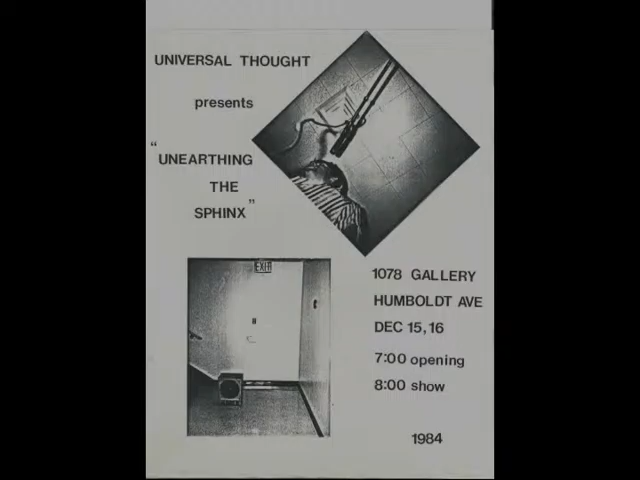 UNIVERSAL THOUGHT
presents
“UNEARTHING
THE
SPHINX”
EXIT
1078 GALLERY
HUMBOLDT AVE
DEC 15, 16
7:00 opening
8:00 show
1984